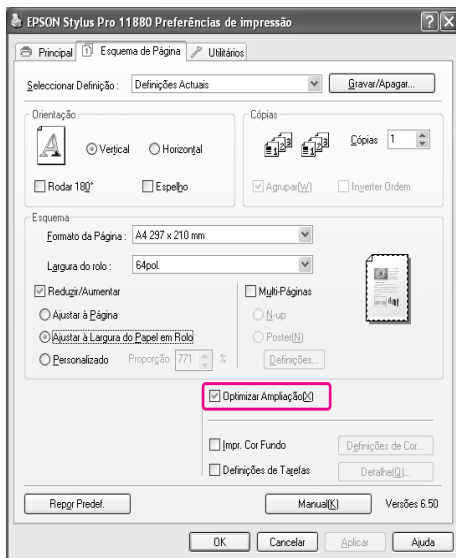 EPSON Stylus Pro 11880 Preferências de impressão
Principal Esquema de Página Utilitários
Seleccionar Definição : Definições Actuais Gravar/Apagar...
Orientação
Vertical Horizontal
Rodar 180° Espelho
Cópias
Cópias 1
Agrupar(W) Inverter Ordem
Esquema
Formato da Página : A4 297 x 210 mm
Largura do rolo : 64pol.
Reduzir/Aumentar
Ajustar à Página
Ajustar à Largura do Papel em Rolo
Personalizado Proporção 771 %
Multi-Páginas
N-up
Poster(N)
Definições...
Optimizar Ampliação(X)
Impr. Cor Fundo Definições de Cor...
Definições de Tarefas Detalhe(Q)...
Repor Predef. Manual(K) Versões 6.50
OK Cancelar Aplicar Ajuda